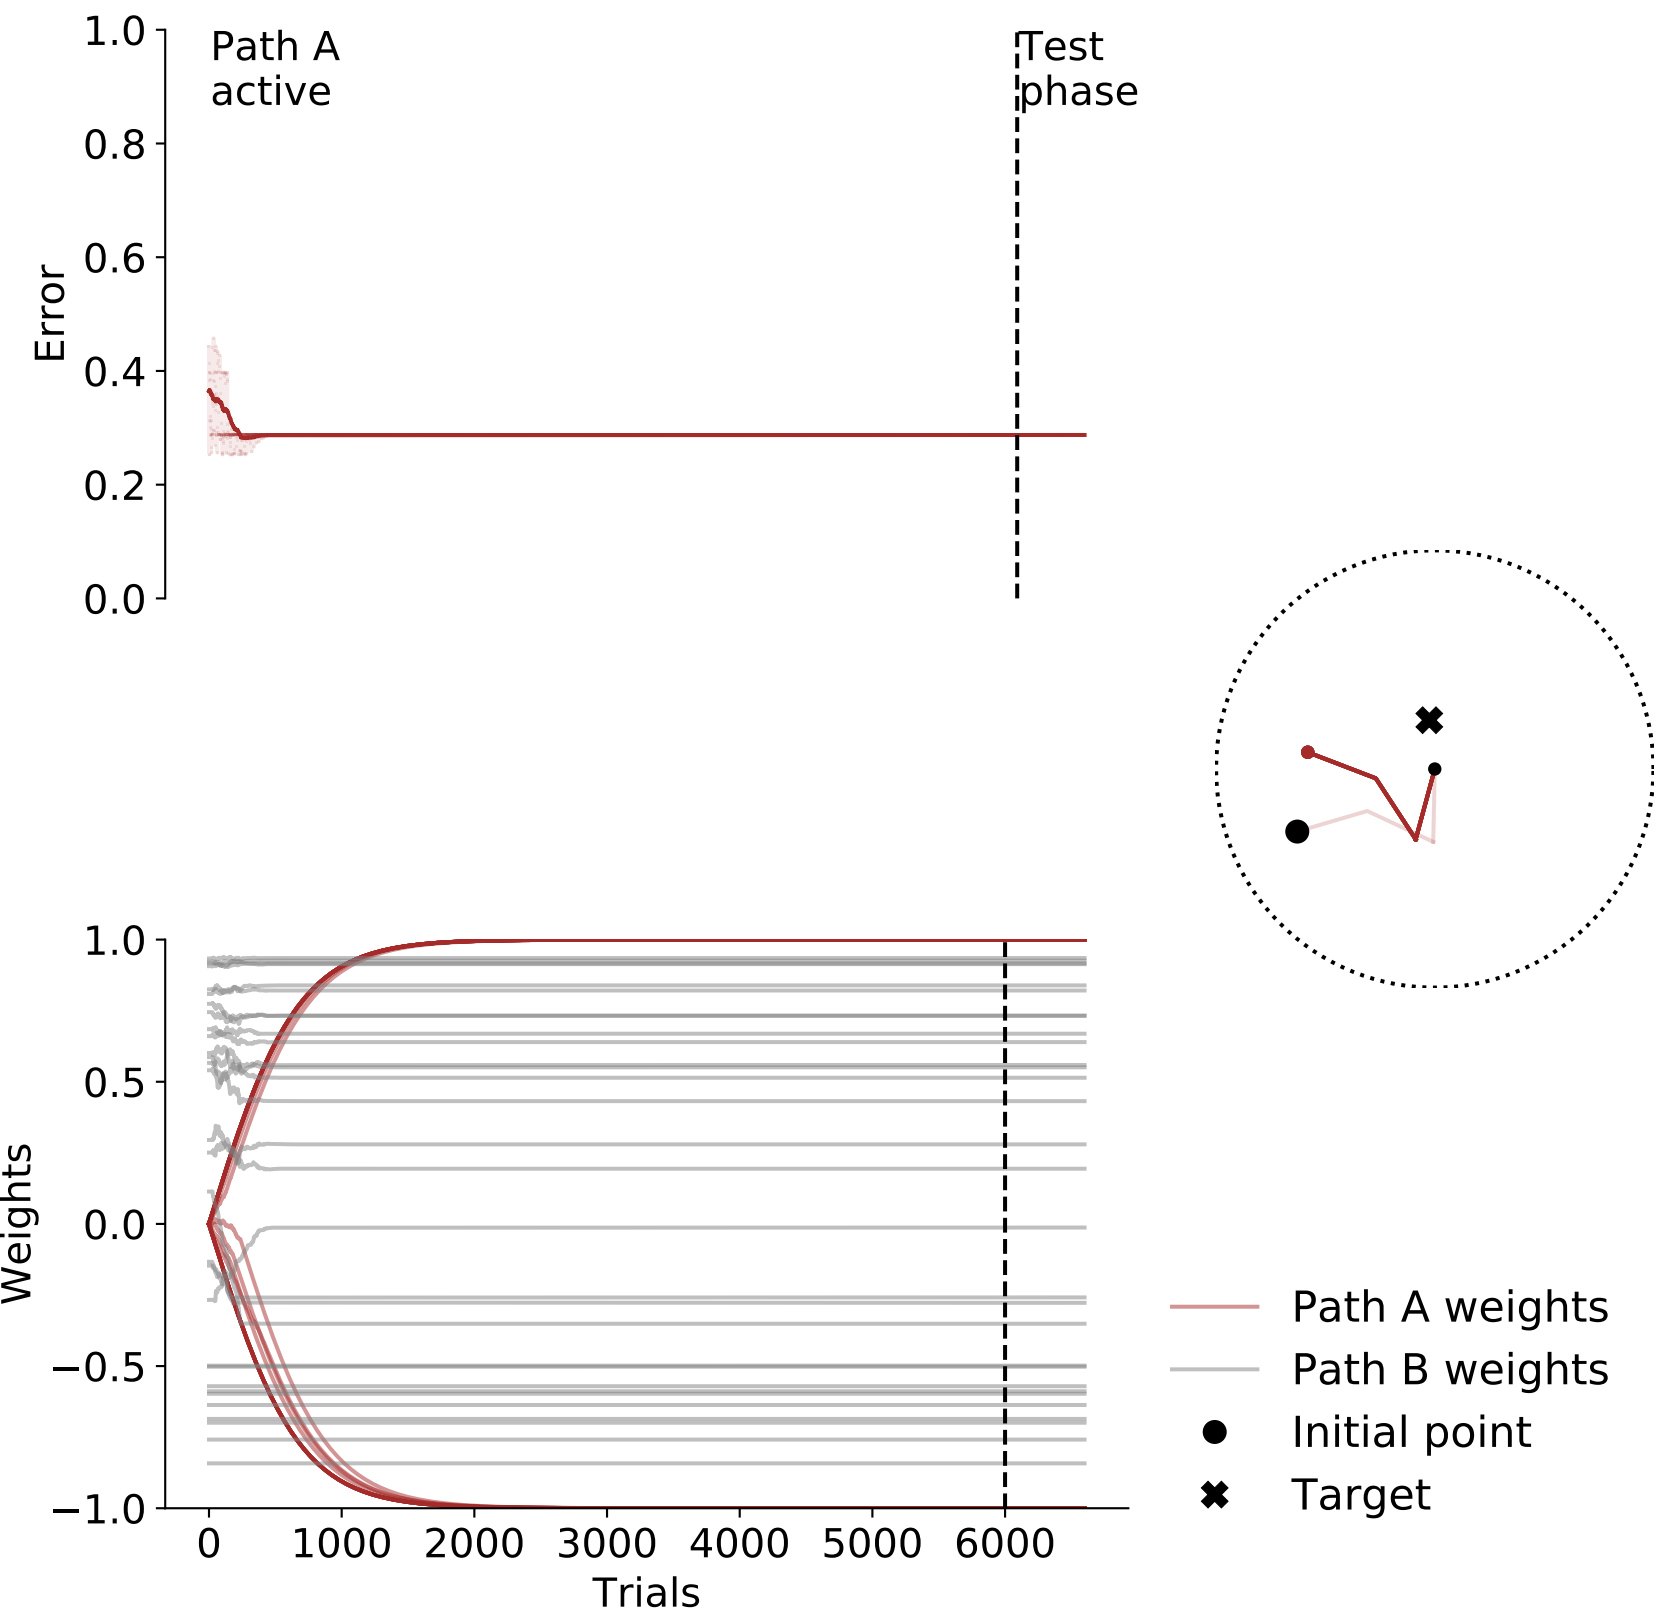 Path A
active
Test
phase
1.0
0.8
0.6
0.4
0.2
0.0
Error
1.0
0.5
0.0
−0.5
−1.0
Weights
0 1000 2000 3000 4000 5000 6000
Trials
Path A weights
Path B weights
Initial point
Target